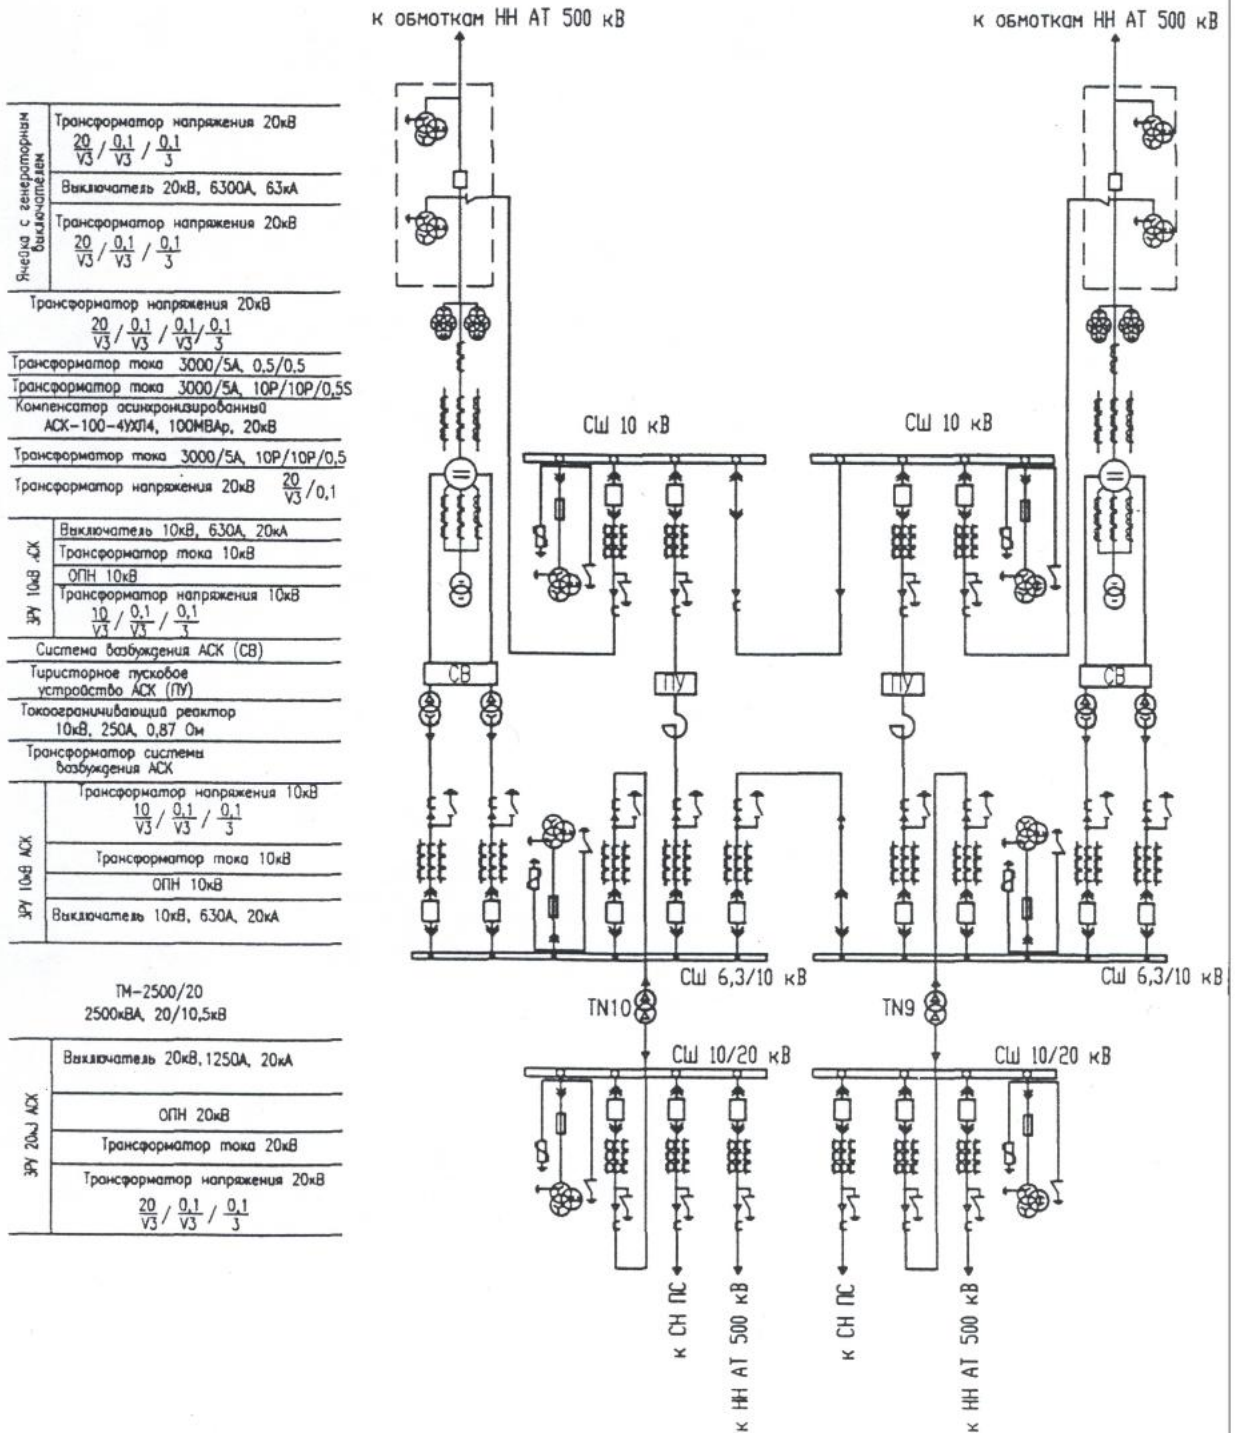 к обмоткам НН АТ 500 кВ
к обмоткам НН АТ 500 кВ
Ячейка с генераторным
выключателем
Трансформатор напряжения 20кВ
20/√3 / 0,1/√3 / 0,1/3
Выключатель 20кВ, 6300А, 63кА
Трансформатор напряжения 20кВ
20/√3 / 0,1/√3 / 0,1/3
Трансформатор напряжения 20кВ
20/√3 / 0,1/√3 / 0,1/√3 / 0,1/3
Трансформатор тока 3000/5А, 0,5/0,5
Трансформатор тока 3000/5А, 10Р/10Р/0,5S
Компенсатор асинхронизированный
АСК-100-4УХЛ4, 100МВАр, 20кВ
Трансформатор тока 3000/5А, 10Р/10Р/0,5
Трансформатор напряжения 20кВ 20/√3 /0,1
ЗРУ 10кВ АСК
Выключатель 10кВ, 630А, 20кА
Трансформатор тока 10кВ
ОПН 10кВ
Трансформатор напряжения 10кВ
10/√3 / 0,1/√3 / 0,1/3
Система возбуждения АСК (СВ)
Тиристорное пусковое
устройство АСК (ПУ)
Токоограничивающий реактор
10кВ, 250А, 0,87 Ом
Трансформатор системы
возбуждения АСК
ЗРУ 10кВ АСК
Трансформатор напряжения 10кВ
10/√3 / 0,1/√3 / 0,1/3
Трансформатор тока 10кВ
ОПН 10кВ
Выключатель 10кВ, 630А, 20кА
ТМ-2500/20
2500кВА, 20/10,5кВ
ЗРУ 20кВ АСК
Выключатель 20кВ, 1250А, 20кА
ОПН 20кВ
Трансформатор тока 20кВ
Трансформатор напряжения 20кВ
20/√3 / 0,1/√3 / 0,1/3
СШ 10 кВ
СШ 10 кВ
СВ
ПУ
ПУ
СВ
СШ 6,3/10 кВ
СШ 6,3/10 кВ
TN10
TN9
СШ 10/20 кВ
СШ 10/20 кВ
к СН ПС
к НН АТ 500 кВ
к СН ПС
к НН АТ 500 кВ